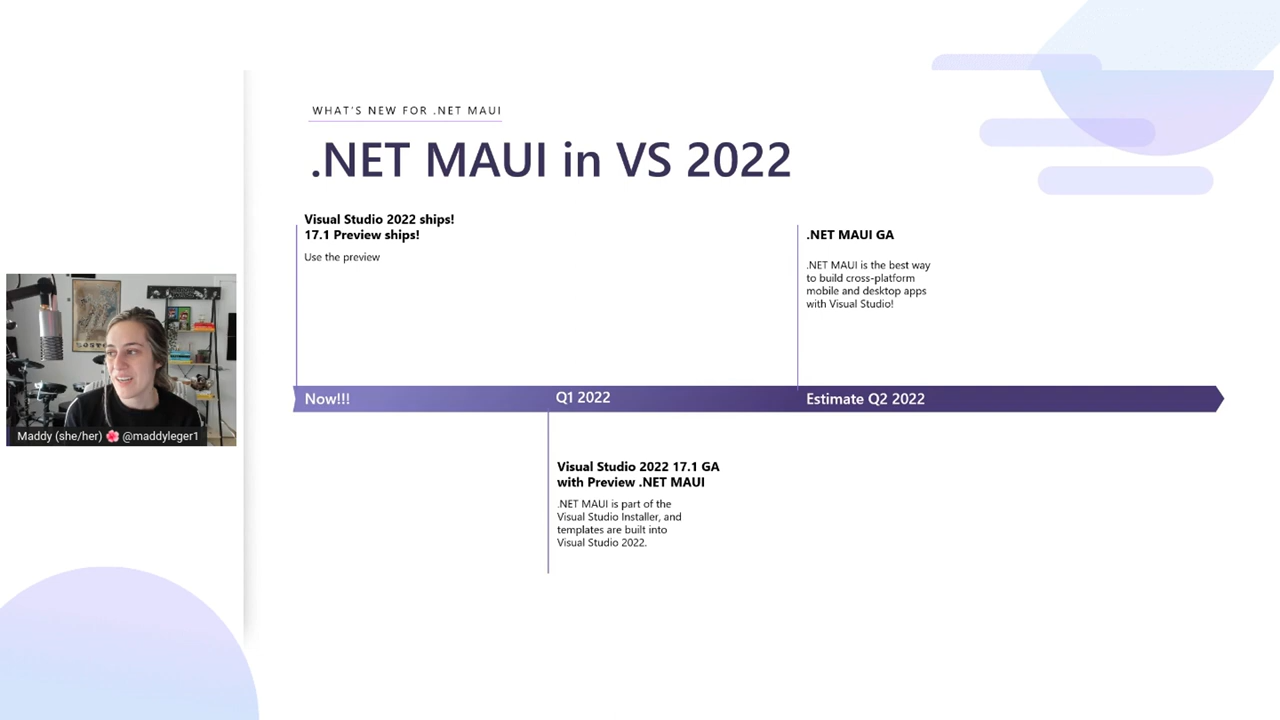 WHAT'S NEW FOR .NET MAUI
.NET MAUI in VS 2022
Visual Studio 2022 ships!
17.1 Preview ships!
Use the preview
.NET MAUI GA
.NET MAUI is the best way
to build cross-platform
mobile and desktop apps
with Visual Studio!
Now!!!
Q1 2022
Estimate Q2 2022
Visual Studio 2022 17.1 GA
with Preview .NET MAUI
.NET MAUI is part of the
Visual Studio Installer, and
templates are built into
Visual Studio 2022.
Maddy (she/her) 🌺 @maddyleger1